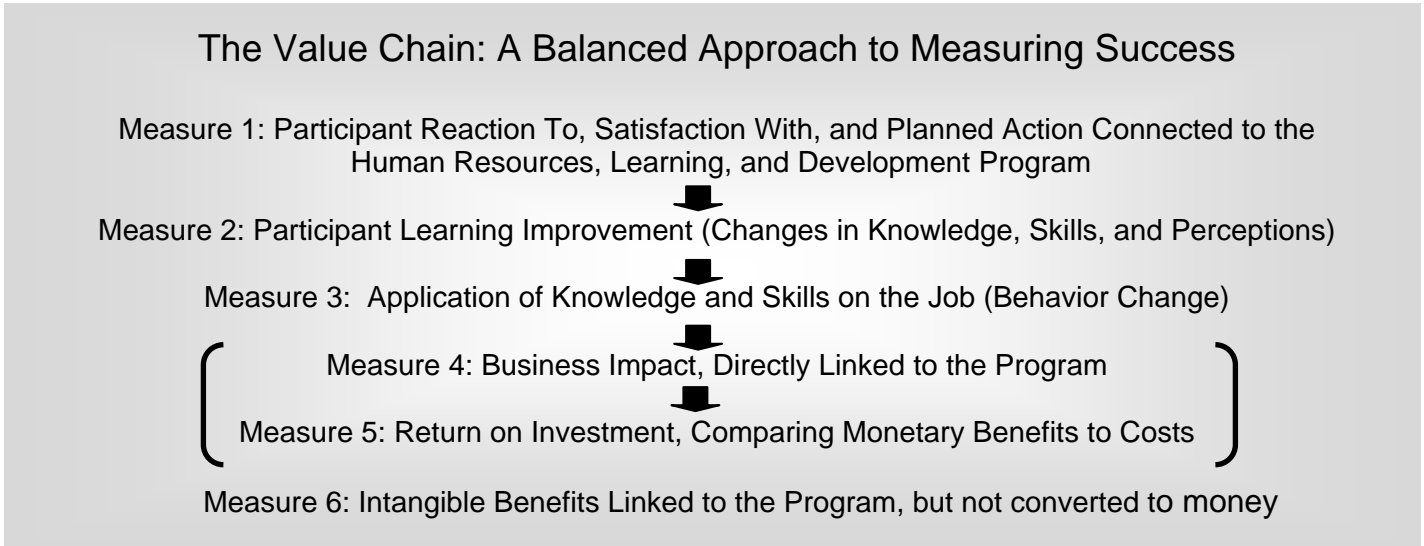 The Value Chain: A Balanced Approach to Measuring Success
Measure 1: Participant Reaction To, Satisfaction With, and Planned Action Connected to the
Human Resources, Learning, and Development Program
Measure 2: Participant Learning Improvement (Changes in Knowledge, Skills, and Perceptions)
Measure 3:  Application of Knowledge and Skills on the Job (Behavior Change)
Measure 4: Business Impact, Directly Linked to the Program
Measure 5: Return on Investment, Comparing Monetary Benefits to Costs
Measure 6: Intangible Benefits Linked to the Program, but not converted to money